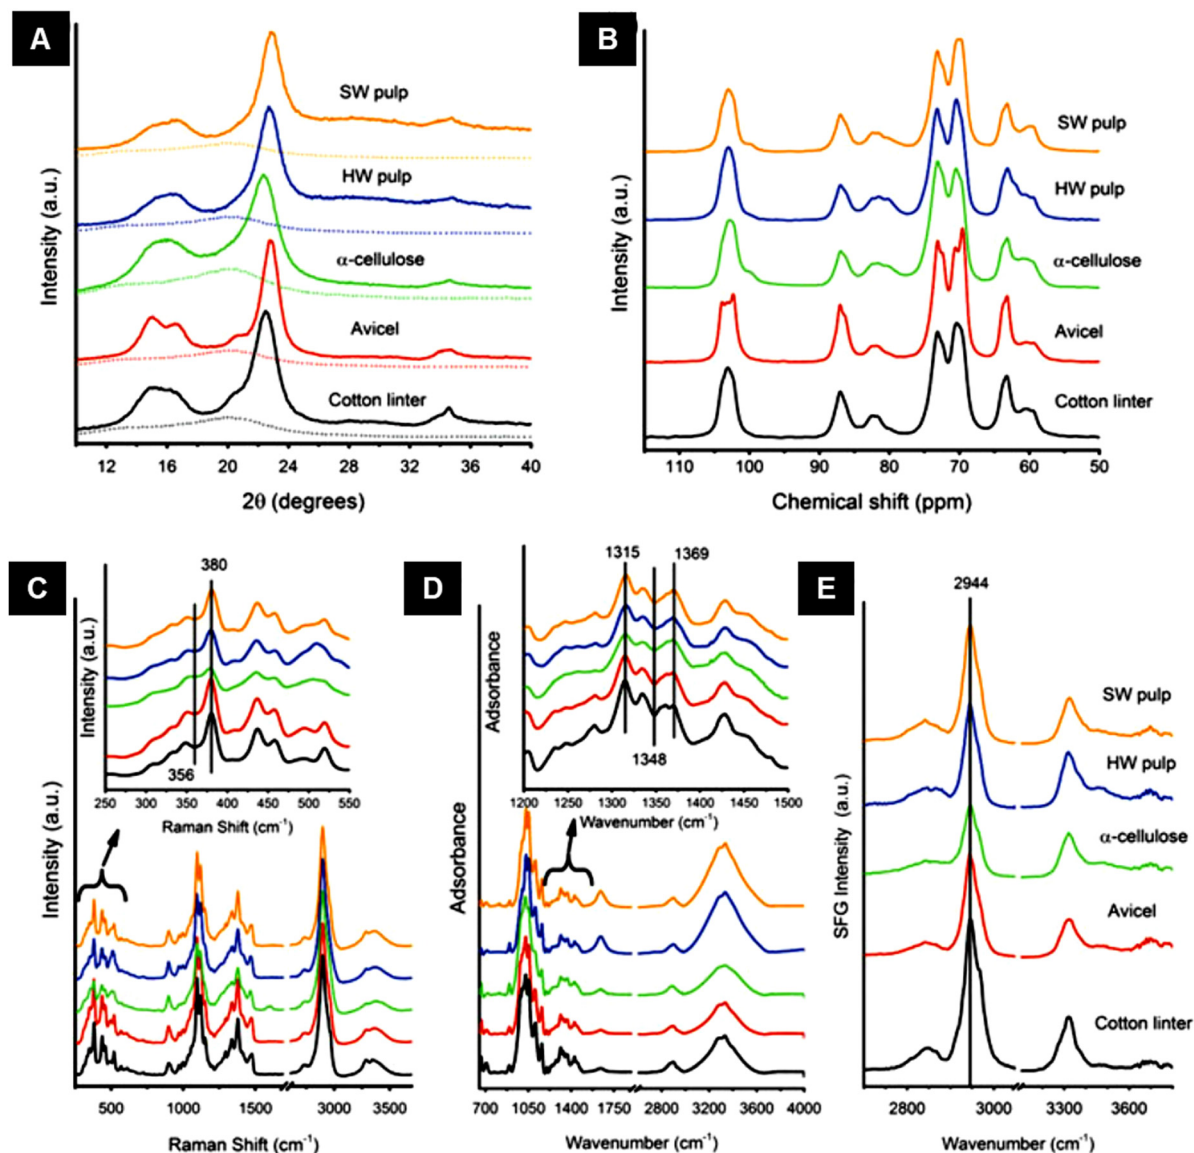 A
Intensity (a.u.)
SW pulp
HW pulp
α-cellulose
Avicel
Cotton linter
12 16 20 24 28 32 36 40
2θ (degrees)
B
Intensity (a.u.)
SW pulp
HW pulp
α-cellulose
Avicel
Cotton linter
110 100 90 80 70 60 50
Chemical shift (ppm)
C
380
Intensity (a.u.)
356
250 300 350 400 450 500 550
Raman Shift (cm⁻¹)
Intensity (a.u.)
500 1000 3000 3500
Raman Shift (cm⁻¹)
D
1315 1369
Adsorbance
1348
1200 1250 1300 1350 1400 1450 1500
Wavenumber (cm⁻¹)
Adsorbance
700 1050 1400 1750 2800 3200 3600 4000
Wavenumber (cm⁻¹)
E
2944
SFG Intensity (a.u.)
SW pulp
HW pulp
α-cellulose
Avicel
Cotton linter
2800 3000 3300 3600
Wavenumber (cm⁻¹)